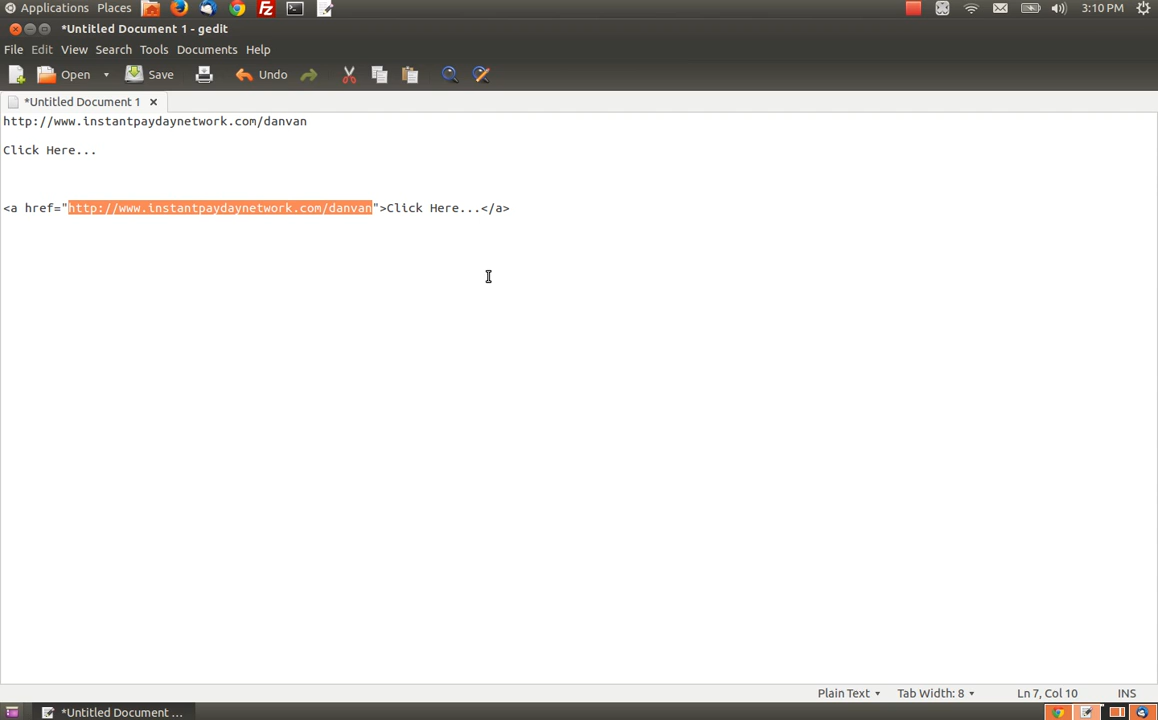 Applications Places 3:10 PM
*Untitled Document 1 - gedit
File Edit View Search Tools Documents Help
Open Save Undo
*Untitled Document 1
http://www.instantpaydaynetwork.com/danvan
Click Here...
<a href="http://www.instantpaydaynetwork.com/danvan">Click Here...</a>
Plain Text Tab Width: 8 Ln 7, Col 10 INS
*Untitled Document ...